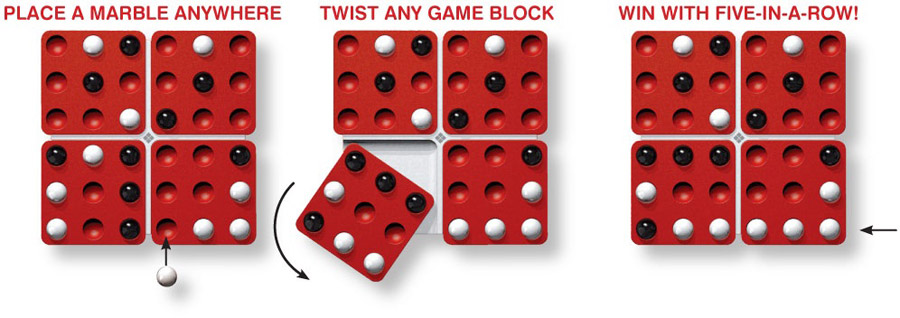 PLACE A MARBLE ANYWHERE
TWIST ANY GAME BLOCK
WIN WITH FIVE-IN-A-ROW!